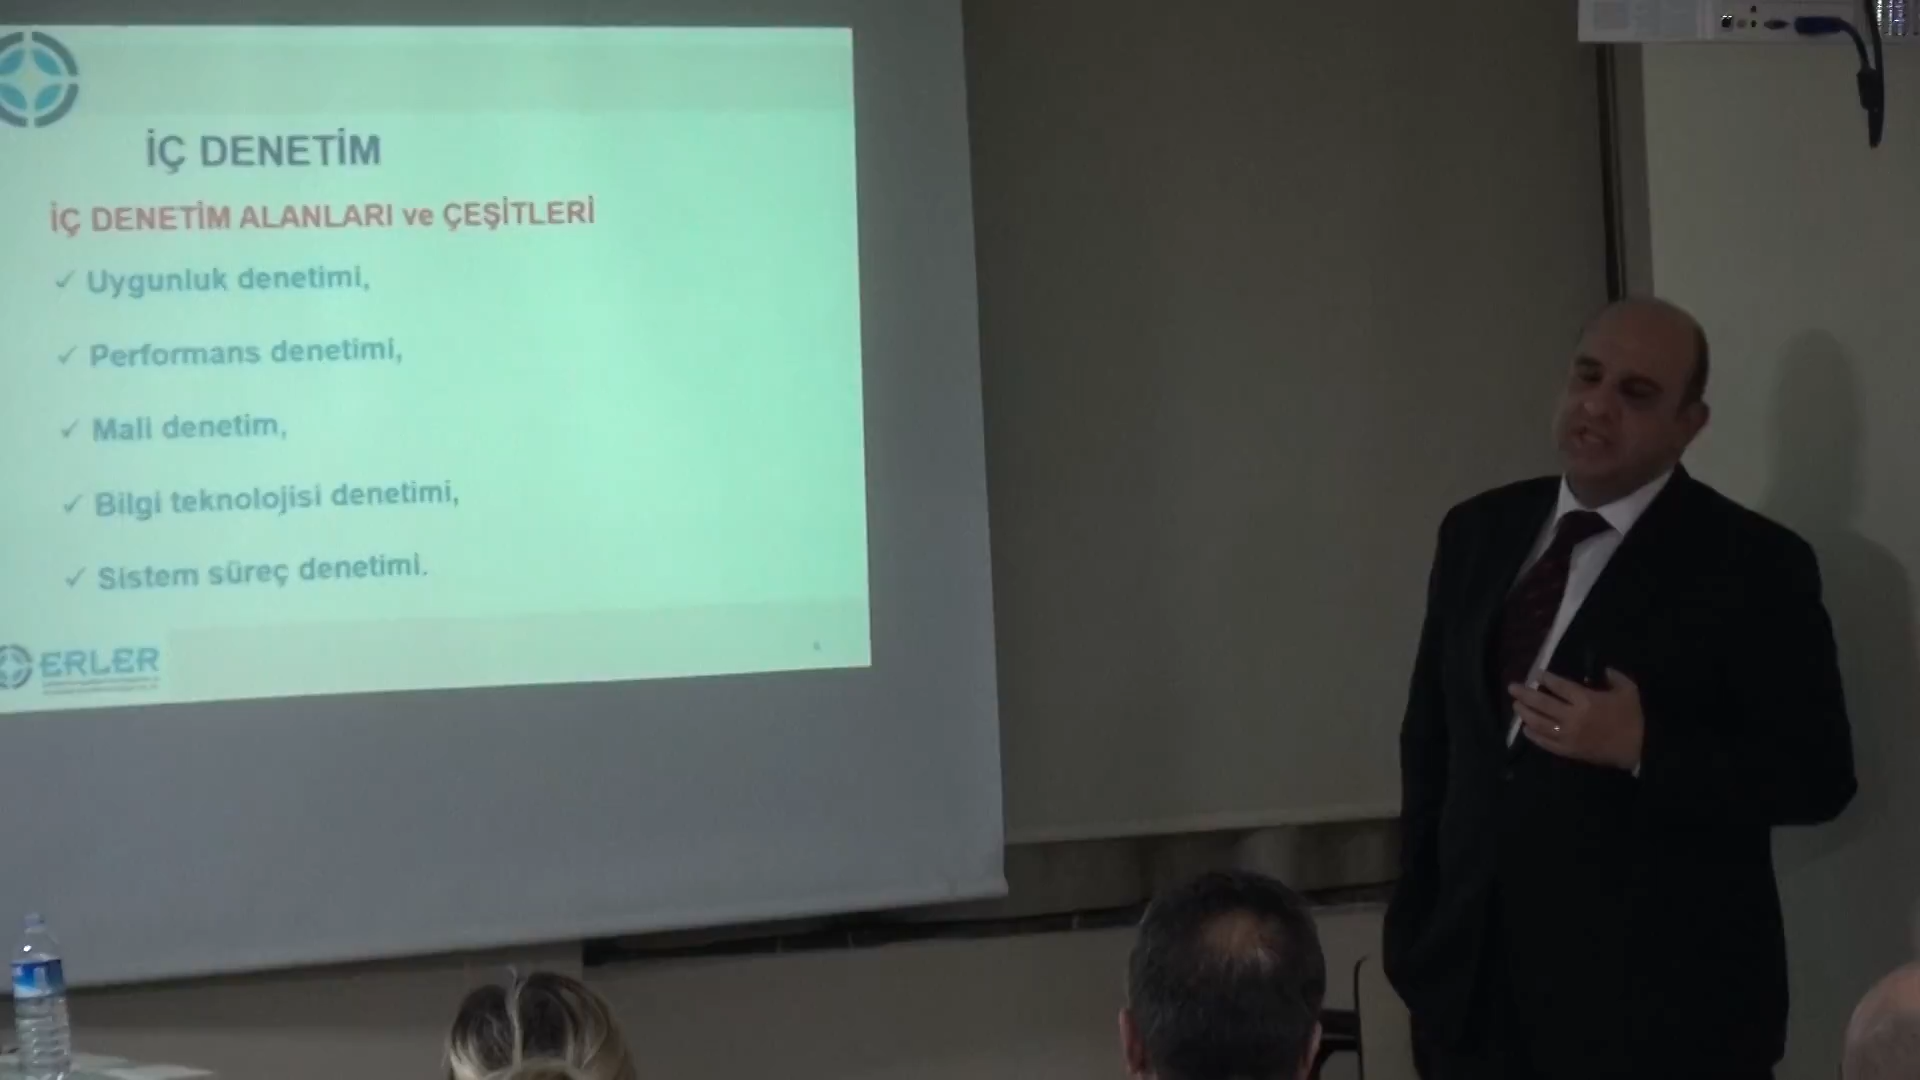 İÇ DENETİM
İÇ DENETİM ALANLARI ve ÇEŞİTLERİ
✓ Uygunluk denetimi,
✓ Performans denetimi,
✓ Mali denetim,
✓ Bilgi teknolojisi denetimi,
✓ Sistem süreç denetimi.
ERLER